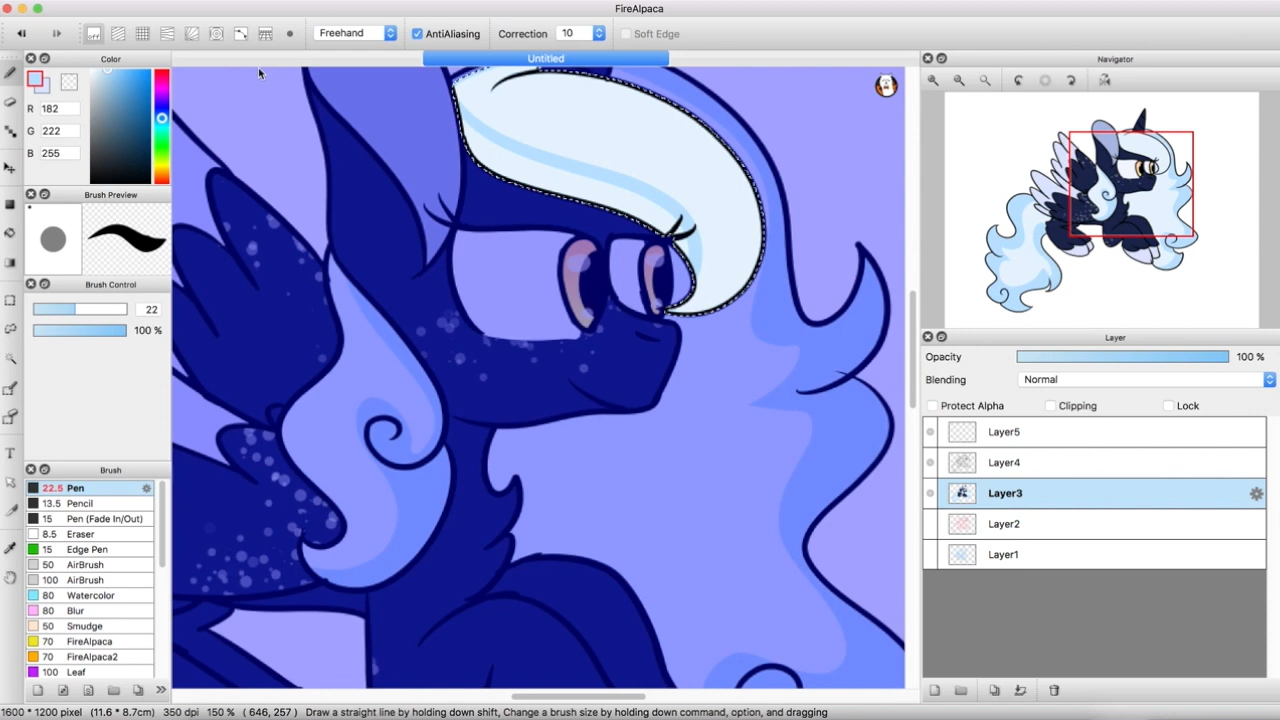 FireAlpaca
off Freehand AntiAliasing Correction 10 Soft Edge
Color
Untitled
Navigator
R 182
G 222
B 255
Brush Preview
Brush Control
22
100 %
Layer
Opacity 100 %
Blending Normal
Protect Alpha Clipping Lock
Layer5
Layer4
Layer3
Layer2
Layer1
Brush
22.5 Pen
13.5 Pencil
15 Pen (Fade In/Out)
8.5 Eraser
15 Edge Pen
50 AirBrush
100 AirBrush
80 Watercolor
80 Blur
50 Smudge
70 FireAlpaca
70 FireAlpaca2
100 Leaf
T
1600 * 1200 pixel (11.6 * 8.7cm) 350 dpi 150 % ( 646, 257 ) Draw a straight line by holding down shift, Change a brush size by holding down command, option, and dragging